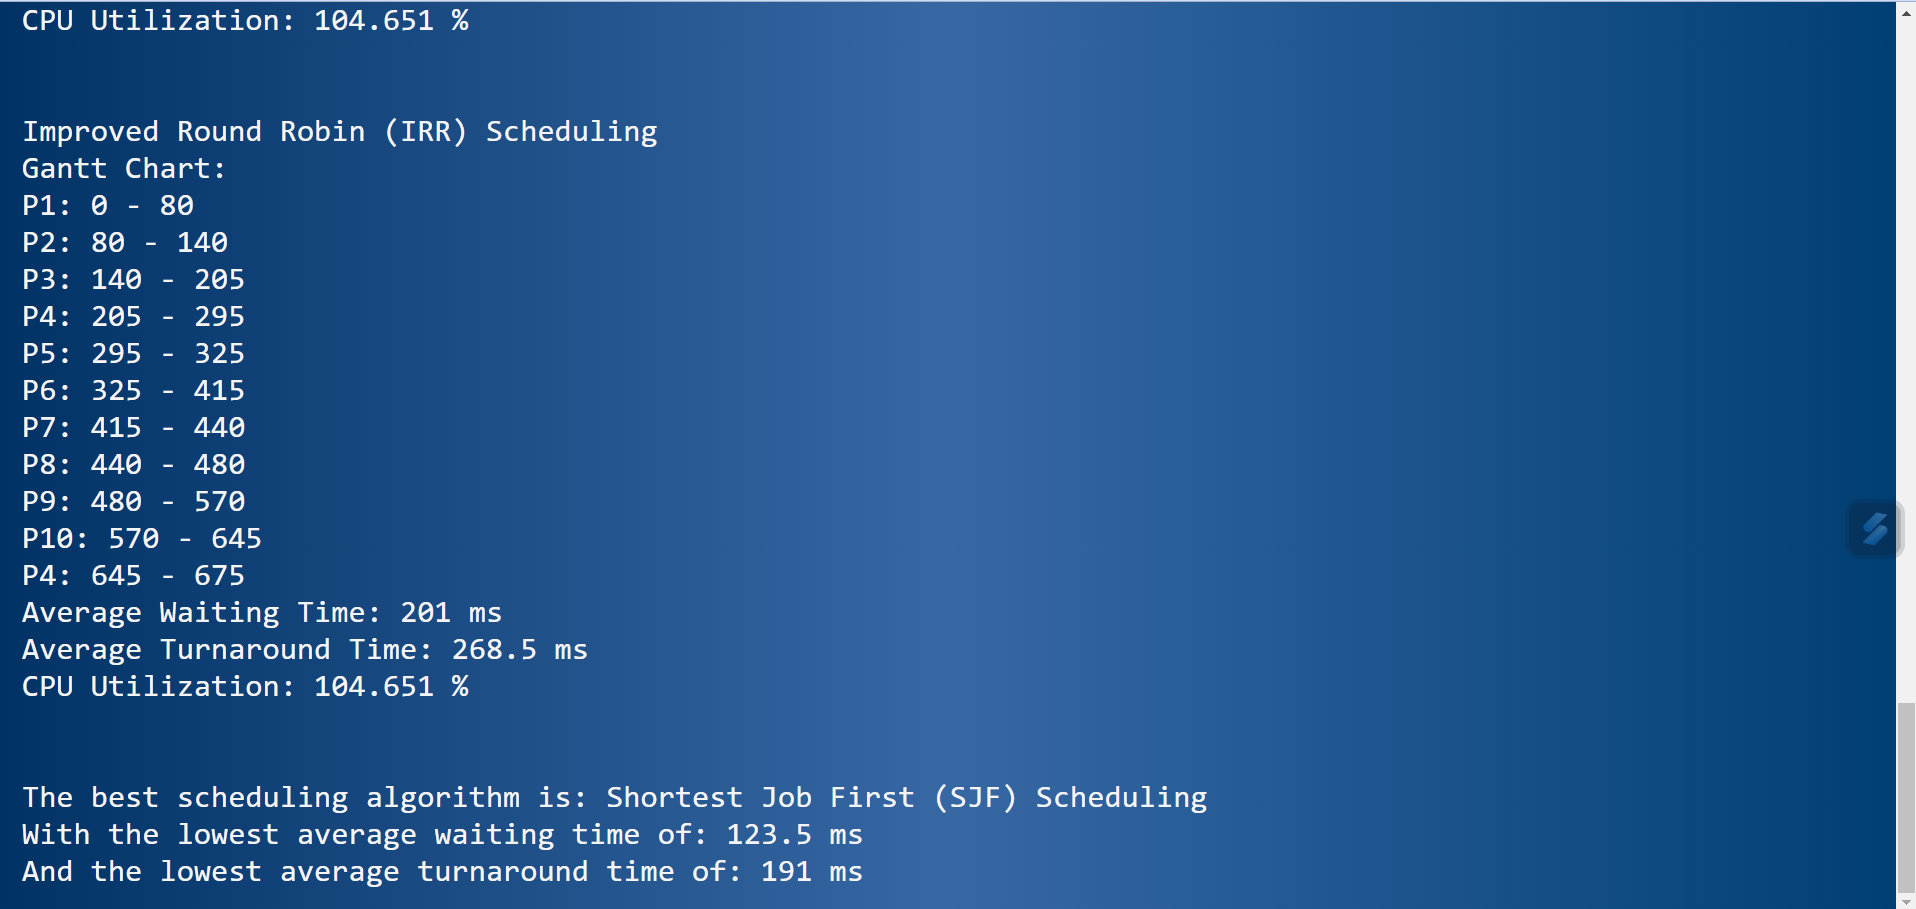 CPU Utilization: 104.651 %
Improved Round Robin (IRR) Scheduling
Gantt Chart:
P1: 0 - 80
P2: 80 - 140
P3: 140 - 205
P4: 205 - 295
P5: 295 - 325
P6: 325 - 415
P7: 415 - 440
P8: 440 - 480
P9: 480 - 570
P10: 570 - 645
P4: 645 - 675
Average Waiting Time: 201 ms
Average Turnaround Time: 268.5 ms
CPU Utilization: 104.651 %
The best scheduling algorithm is: Shortest Job First (SJF) Scheduling
With the lowest average waiting time of: 123.5 ms
And the lowest average turnaround time of: 191 ms